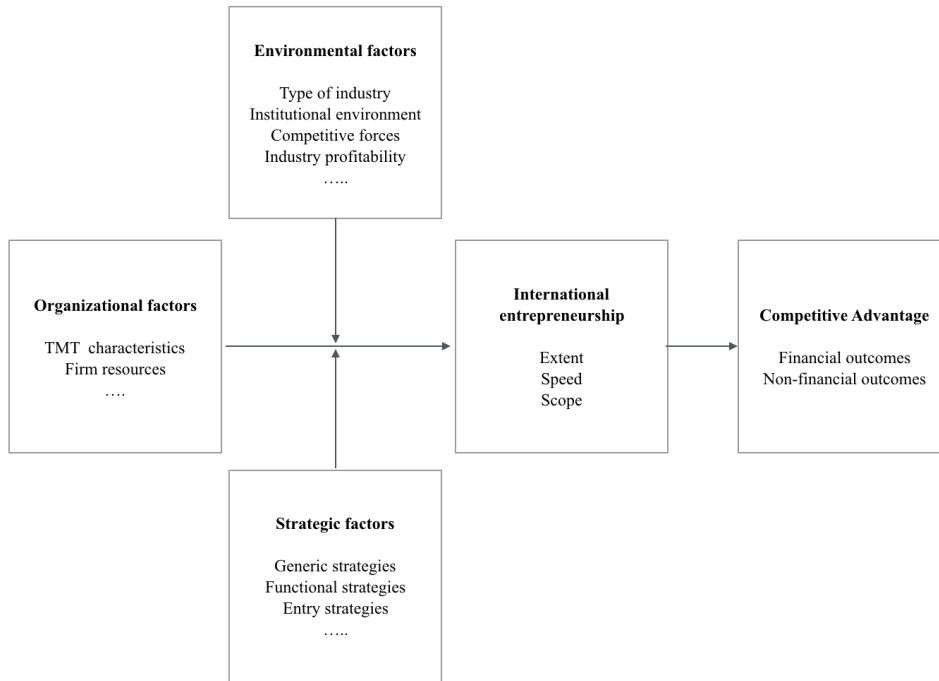 Environmental factors
Type of industry
Institutional environment
Competitive forces
Industry profitability
…..
Organizational factors
TMT characteristics
Firm resources
….
International
entrepreneurship
Extent
Speed
Scope
Competitive Advantage
Financial outcomes
Non-financial outcomes
Strategic factors
Generic strategies
Functional strategies
Entry strategies
…..